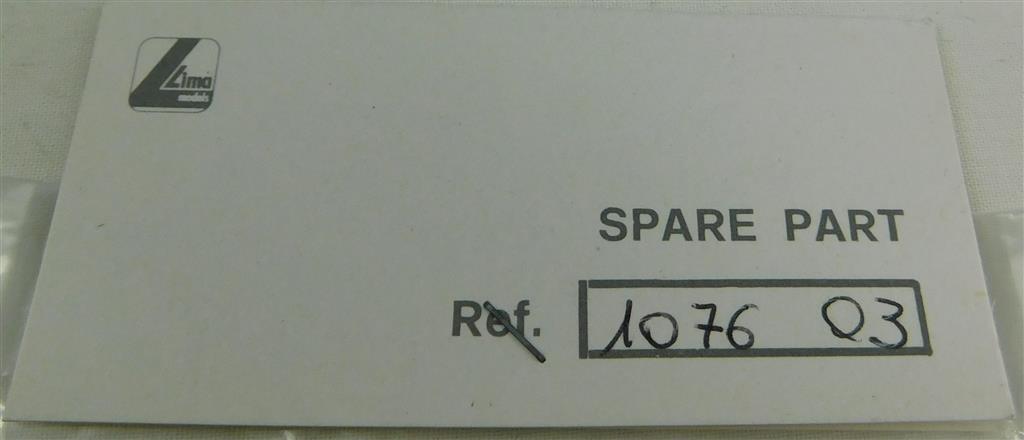 Lima
models
SPARE PART
Ref. 1076 03